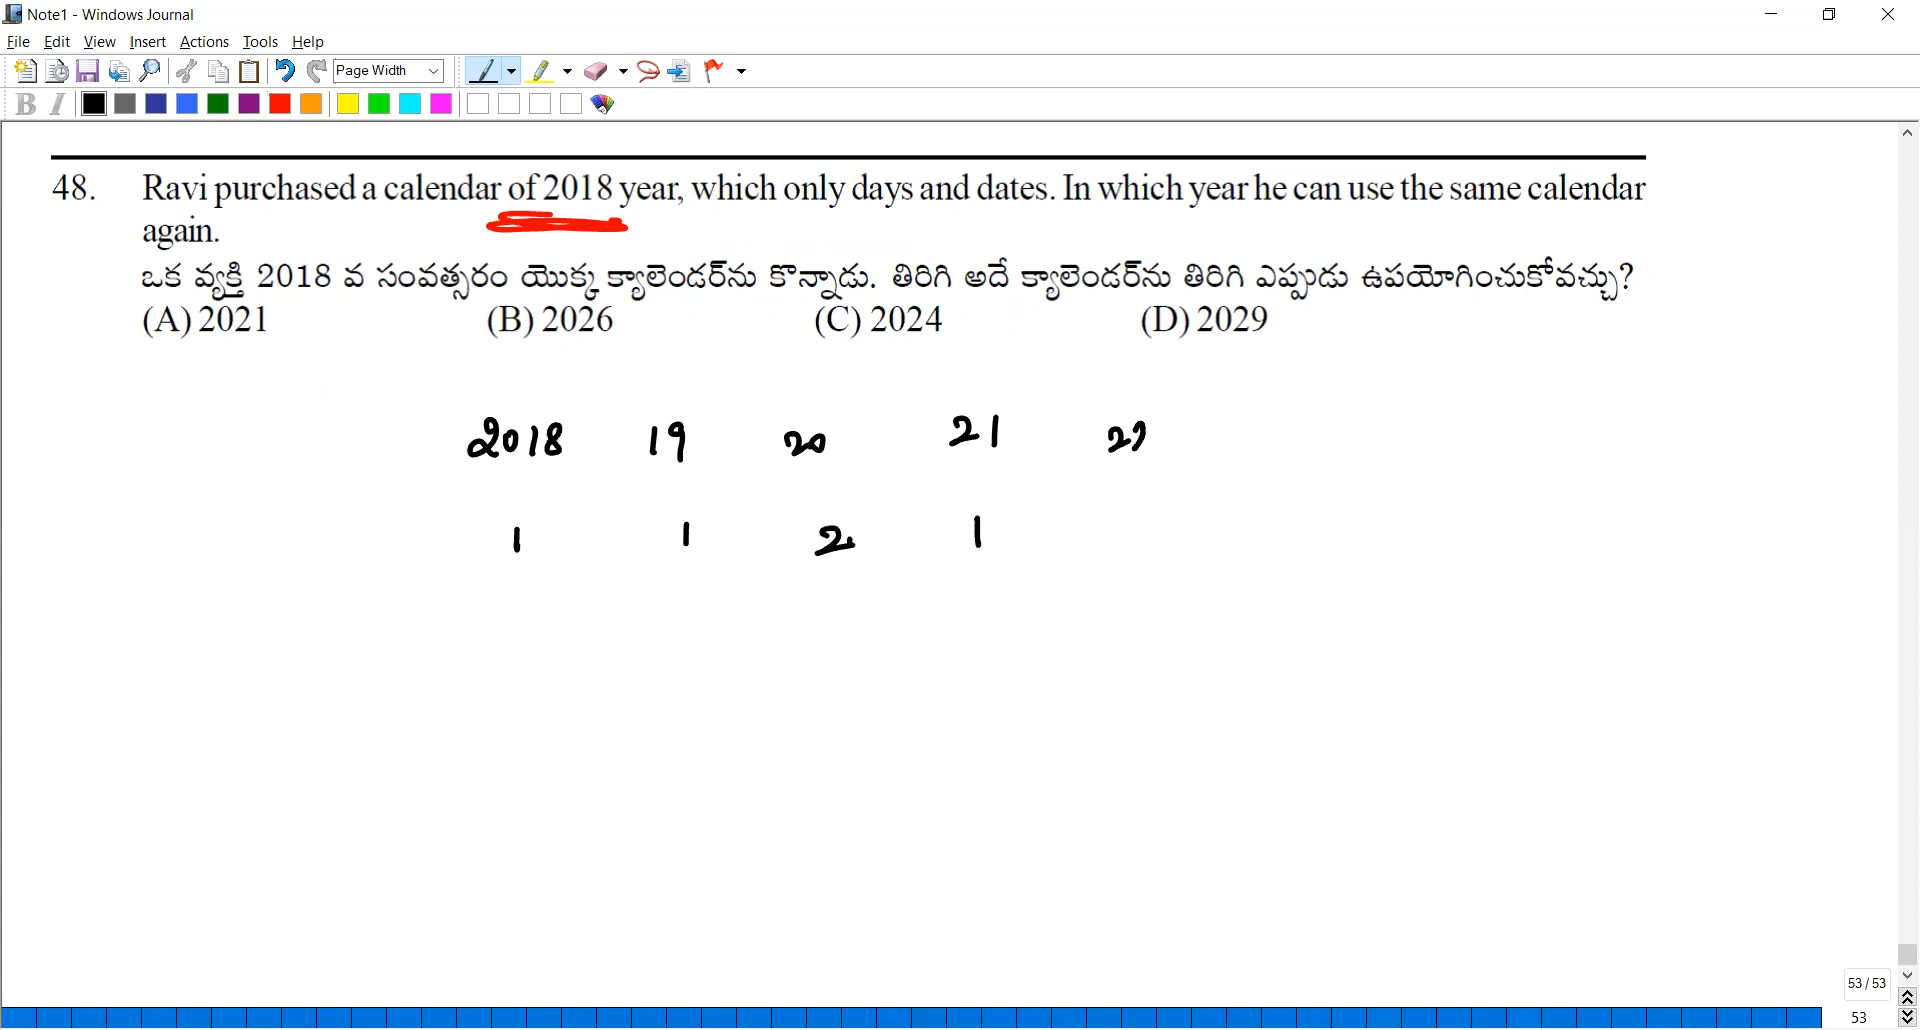 Note1 - Windows Journal
File Edit View Insert Actions Tools Help
Page Width
B I
48. Ravi purchased a calendar of 2018 year, which only days and dates. In which year he can use the same calendar
again.
ఒక వ్యక్తి 2018 వ సంవత్సరం యొక్క క్యాలెండర్‌ను కొన్నాడు. తిరిగి అదే క్యాలెండర్‌ను తిరిగి ఎప్పుడు ఉపయోగించుకోవచ్చు?
(A) 2021 (B) 2026 (C) 2024 (D) 2029
2018 19 20 21 22
1 1 2 1
53 / 53
53